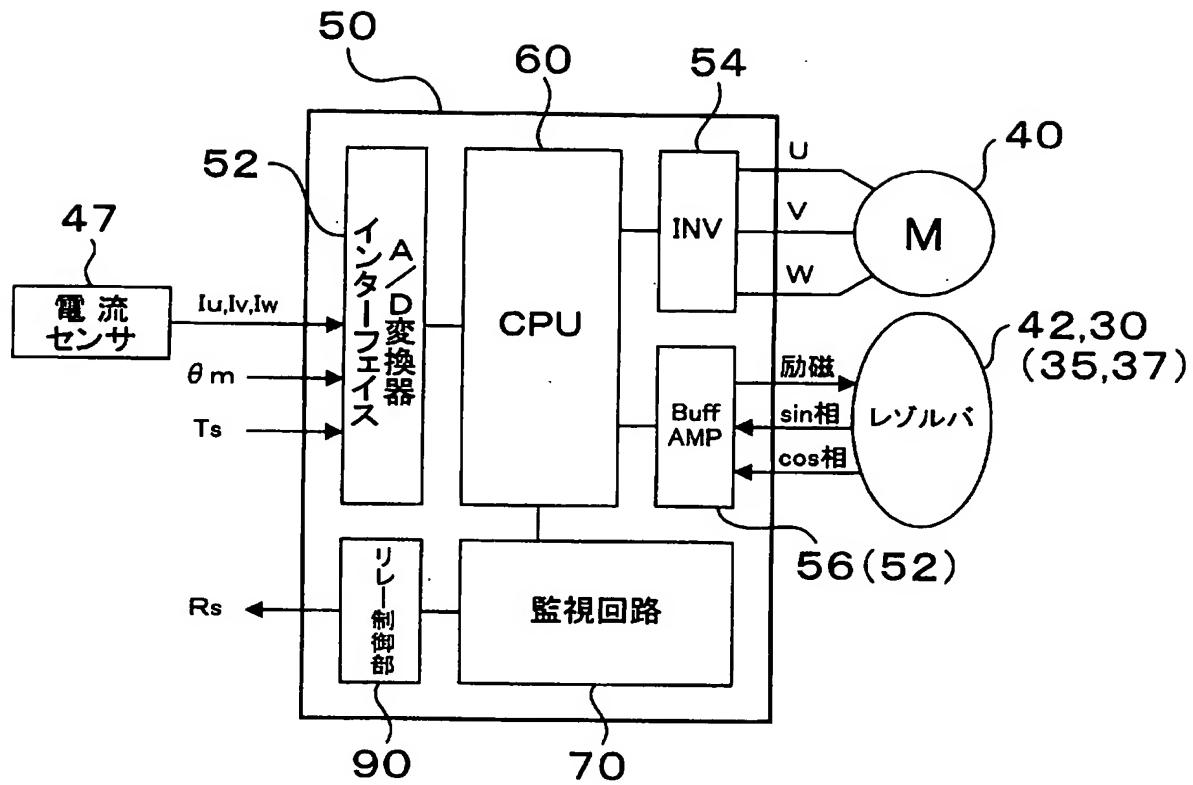 50
60
54
52
U
40
47
V
M
INV
W
電流
センサ
Iu,Iv,Iw
A/D変換器
インターフェイス
CPU
42,30
(35,37)
θm
励磁
Buff
AMP
sin相
レゾルバ
Ts
cos相
56(52)
リレー制御部
Rs
監視回路
90
70